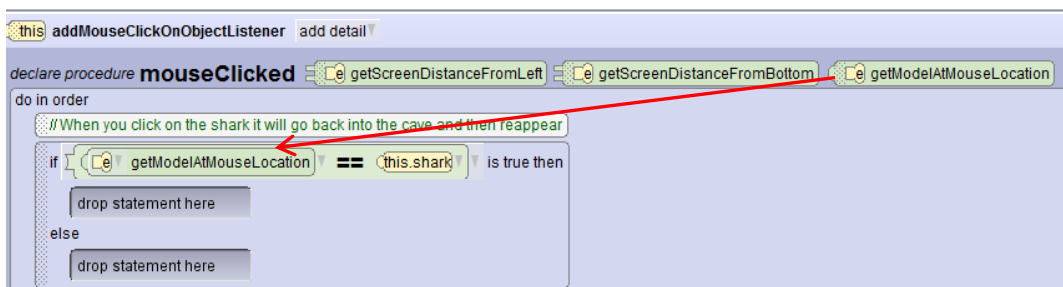 this addMouseClickOnObjectListener add detail
declare procedure mouseClicked e getScreenDistanceFromLeft e getScreenDistanceFromBottom e getModelAtMouseLocation
do in order
// When you click on the shark it will go back into the cave and then reappear
if e getModelAtMouseLocation == this.shark is true then
drop statement here
else
drop statement here